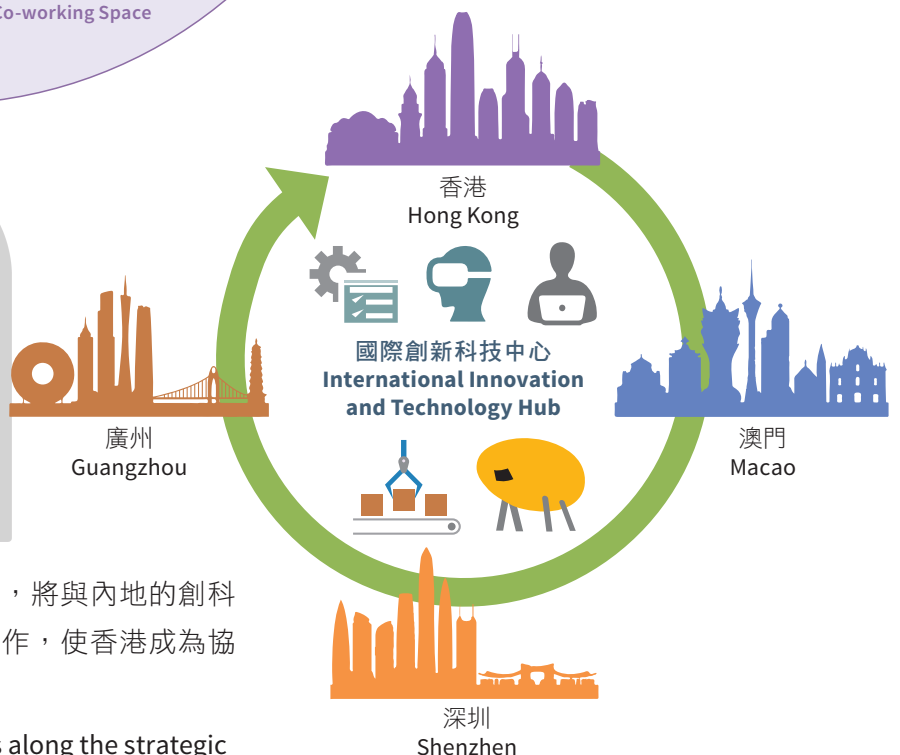 Co-working Space
香港
Hong Kong
國際創新科技中心
International Innovation
and Technology Hub
廣州
Guangzhou
澳門
Macao
，將與內地的創科
作，使香港成為協
深圳
Shenzhen
along the strategic